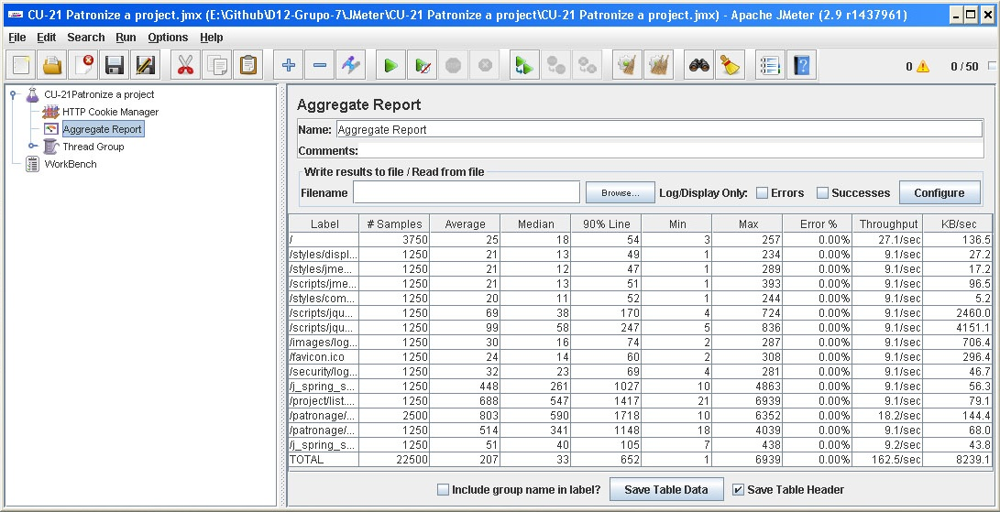 CU-21 Patronize a project.jmx (E:\Github\D12-Grupo-7\JMeter\CU-21 Patronize a project\CU-21 Patronize a project.jmx) - Apache JMeter (2.9 r1437961)
File Edit Search Run Options Help
0 0 / 50
CU-21Patronize a project
HTTP Cookie Manager
Aggregate Report
Thread Group
WorkBench
Aggregate Report
Name: Aggregate Report
Comments:
Write results to file / Read from file
Filename Browse... Log/Display Only: Errors Successes Configure
Label # Samples Average Median 90% Line Min Max Error % Throughput KB/sec
/ 3750 25 18 54 3 257 0.00% 27.1/sec 136.5
/styles/displ... 1250 21 13 49 1 234 0.00% 9.1/sec 27.2
/styles/jme... 1250 21 12 47 1 289 0.00% 9.1/sec 17.2
/scripts/jme... 1250 21 13 51 1 393 0.00% 9.1/sec 96.5
/styles/com... 1250 20 11 52 1 244 0.00% 9.1/sec 5.2
/scripts/jqu... 1250 69 38 170 4 724 0.00% 9.1/sec 2460.0
/scripts/jqu... 1250 99 58 247 5 836 0.00% 9.1/sec 4151.1
/images/log... 1250 30 16 74 2 287 0.00% 9.1/sec 706.4
/favicon.ico 1250 24 14 60 2 308 0.00% 9.1/sec 296.4
/security/log... 1250 32 23 69 4 281 0.00% 9.1/sec 46.7
/j_spring_s... 1250 448 261 1027 10 4863 0.00% 9.1/sec 56.3
/project/list.... 1250 688 547 1417 21 6939 0.00% 9.1/sec 79.1
/patronage/... 2500 803 590 1718 10 6352 0.00% 18.2/sec 144.4
/patronage/... 1250 514 341 1148 18 4039 0.00% 9.1/sec 68.0
/j_spring_s... 1250 51 40 105 7 438 0.00% 9.2/sec 43.8
TOTAL 22500 207 33 652 1 6939 0.00% 162.5/sec 8239.1
Include group name in label? Save Table Data Save Table Header